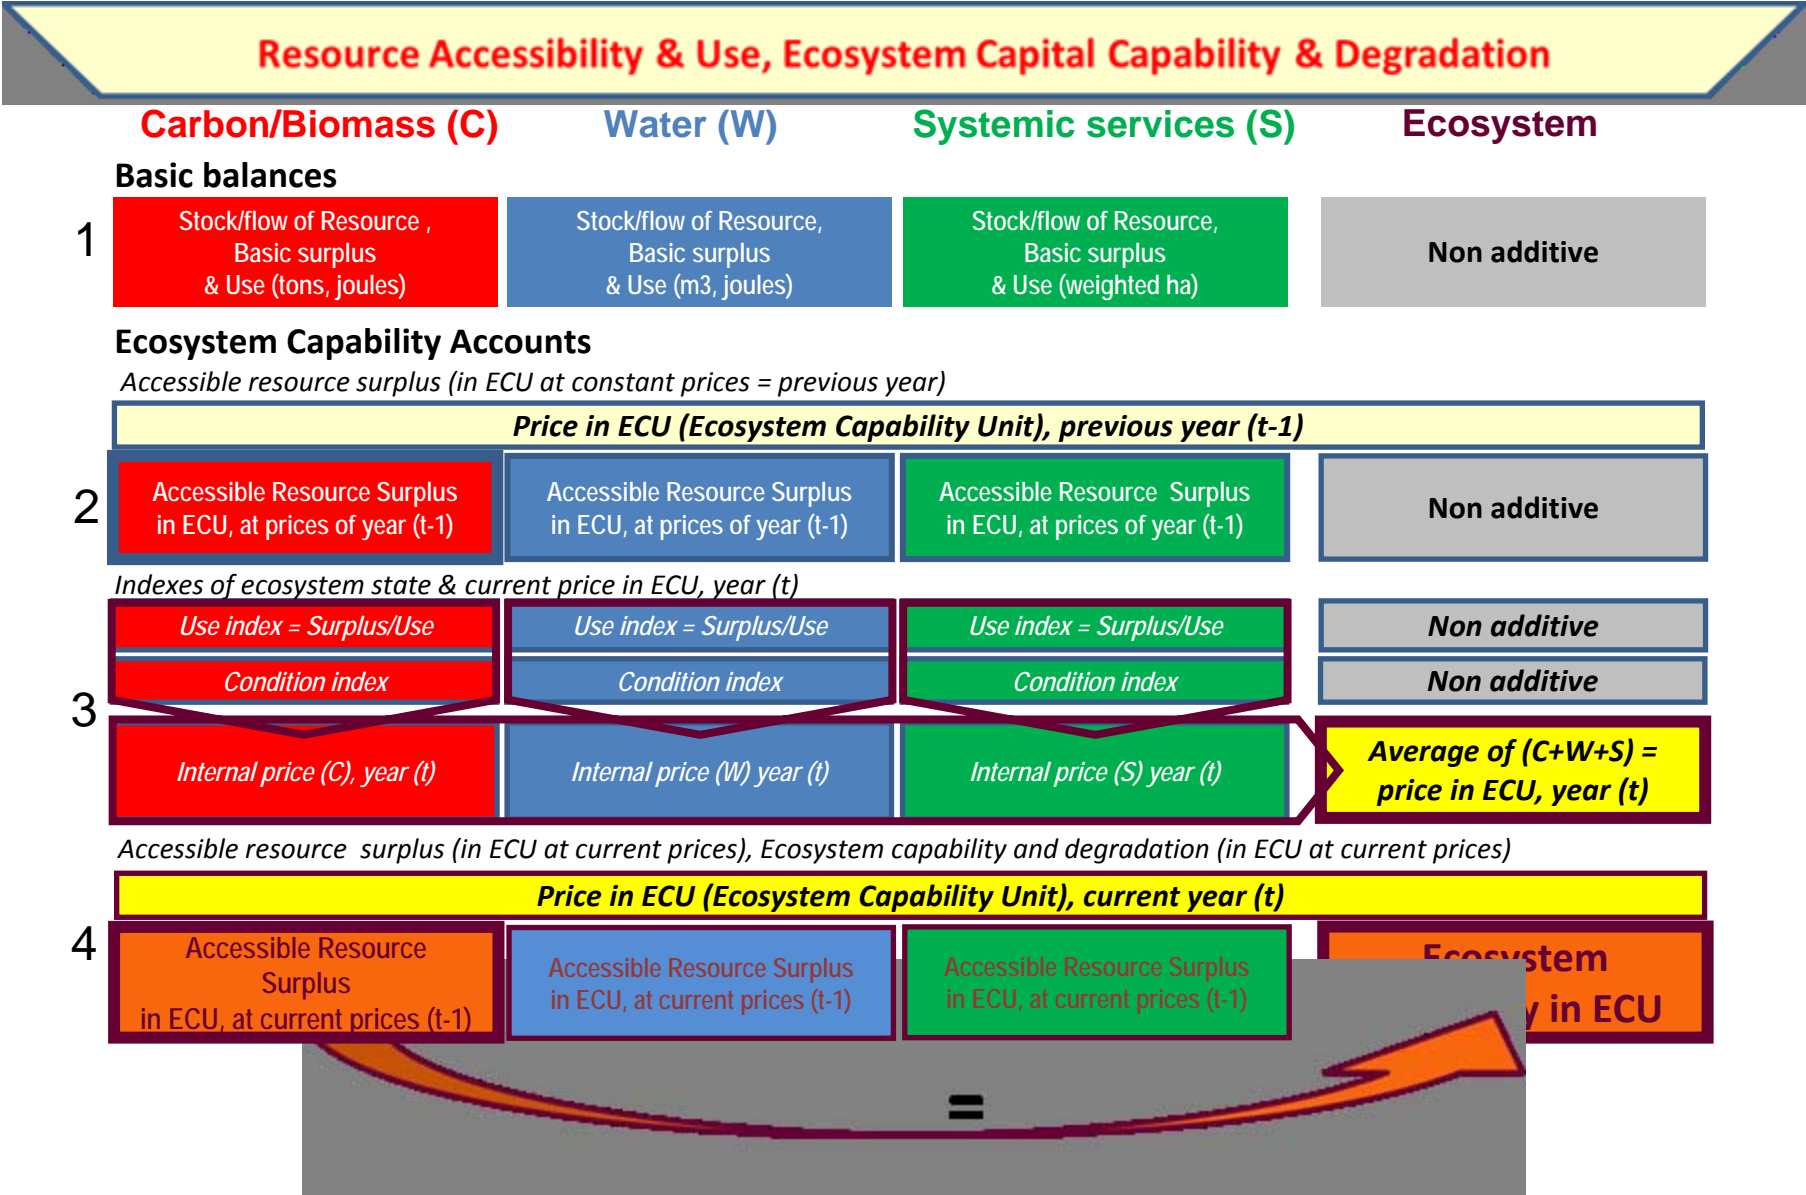 Resource Accessibility & Use, Ecosystem Capital Capability & Degradation
Carbon/Biomass (C) Water (W) Systemic services (S) Ecosystem
Basic balances
1
Stock/flow of Resource ,
Basic surplus
& Use (tons, joules)
Stock/flow of Resource,
Basic surplus
& Use (m3, joules)
Stock/flow of Resource,
Basic surplus
& Use (weighted ha)
Non additive
Ecosystem Capability Accounts
Accessible resource surplus (in ECU at constant prices = previous year)
Price in ECU (Ecosystem Capability Unit), previous year (t-1)
2
Accessible Resource Surplus
in ECU, at prices of year (t-1)
Accessible Resource Surplus
in ECU, at prices of year (t-1)
Accessible Resource Surplus
in ECU, at prices of year (t-1)
Non additive
Indexes of ecosystem state & current price in ECU, year (t)
Use index = Surplus/Use
Use index = Surplus/Use
Use index = Surplus/Use
Non additive
Condition index
Condition index
Condition index
Non additive
3
Internal price (C), year (t)
Internal price (W) year (t)
Internal price (S) year (t)
Average of (C+W+S) =
price in ECU, year (t)
Accessible resource surplus (in ECU at current prices), Ecosystem capability and degradation (in ECU at current prices)
Price in ECU (Ecosystem Capability Unit), current year (t)
4
Accessible Resource
Surplus
in ECU, at current prices (t-1)
Accessible Resource Surplus
in ECU, at current prices (t-1)
Accessible Resource Surplus
in ECU, at current prices (t-1)
Ecosystem
in ECU
=